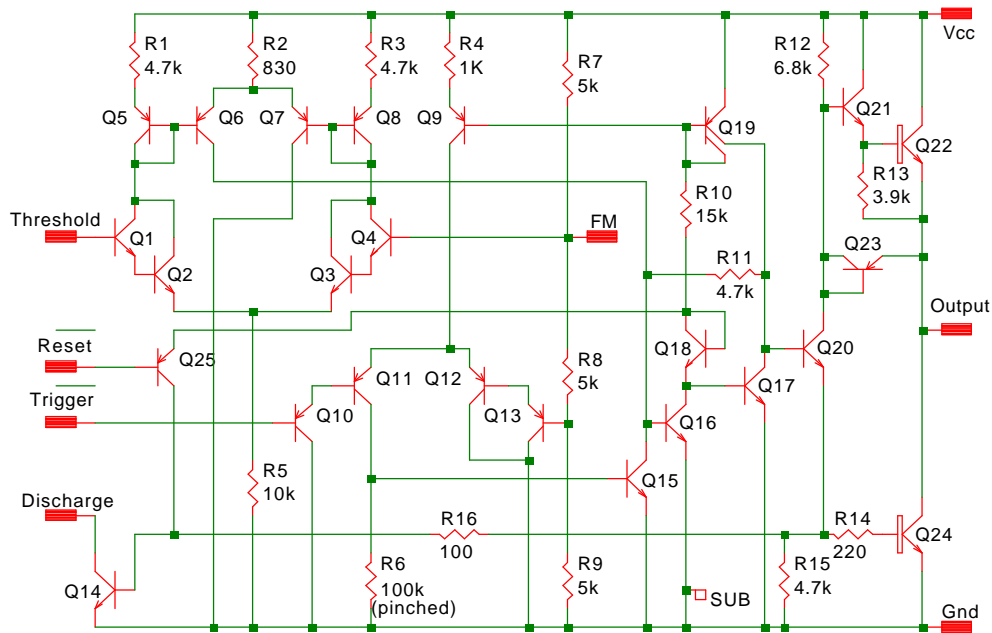 R1
4.7k
R2
830
R3
4.7k
R4
1K
R7
5k
R12
6.8k
Vcc
Q5
Q6
Q7
Q8
Q9
Q19
Q21
Q22
R13
3.9k
R10
15k
Threshold
Q1
Q2
Q3
Q4
FM
R11
4.7k
Q23
Output
Reset
Q25
Q18
Q20
Trigger
Q10
Q11
Q12
Q13
R8
5k
Q17
Q16
R5
10k
Q15
Discharge
R16
100
R14
220
Q24
Q14
R6
100k
(pinched)
R9
5k
SUB
R15
4.7k
Gnd